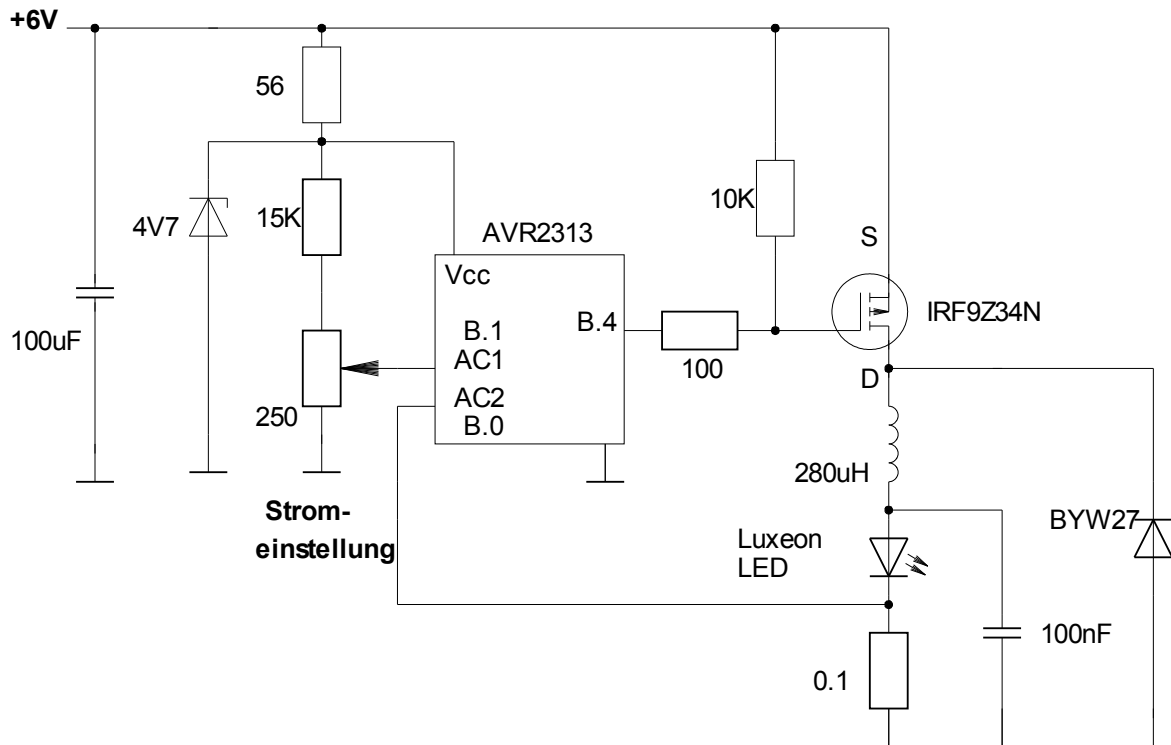 +6V
56
4V7
15K
10K
AVR2313
S
Vcc
IRF9Z34N
B.1
B.4
100uF
AC1
100
D
AC2
250
B.0
280uH
Strom-
einstellung
BYW27
Luxeon
LED
100nF
0.1